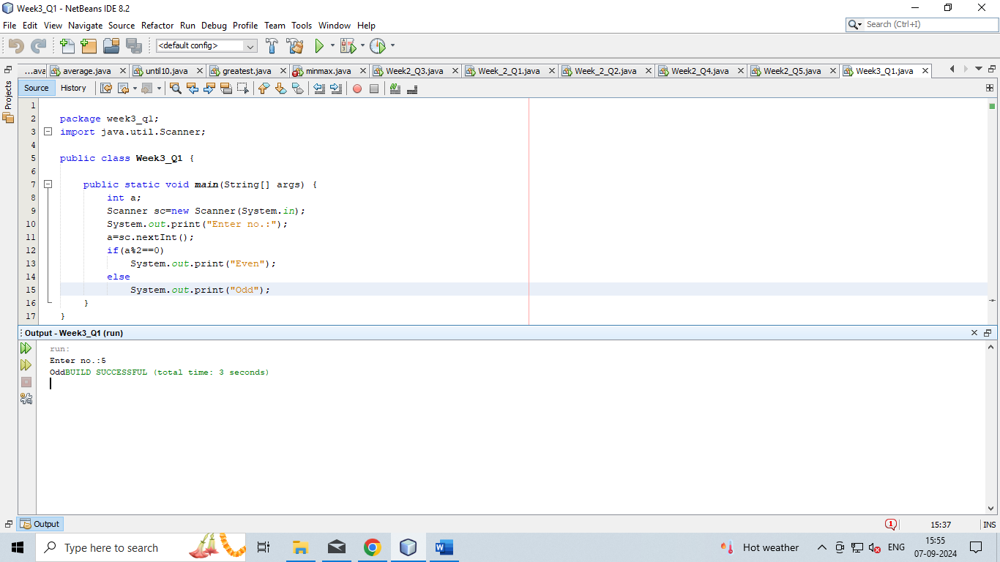 Week3_Q1 - NetBeans IDE 8.2
File Edit View Navigate Source Refactor Run Debug Profile Team Tools Window Help
Search (Ctrl+I)
<default config>
Projects
...ava average.java until10.java greatest.java minmax.java Week2_Q3.java Week_2_Q1.java Week_2_Q2.java Week2_Q4.java Week2_Q5.java Week3_Q1.java
Source History
1
2 package week3_q1;
3 import java.util.Scanner;
4
5 public class Week3_Q1 {
6
7 public static void main(String[] args) {
8 int a;
9 Scanner sc=new Scanner(System.in);
10 System.out.print("Enter no.:");
11 a=sc.nextInt();
12 if(a%2==0)
13 System.out.print("Even");
14 else
15 System.out.print("Odd");
16 }
17 }
Output - Week3_Q1 (run)
run:
Enter no.:5
OddBUILD SUCCESSFUL (total time: 3 seconds)
Output
1
15:37
INS
Type here to search
Hot weather
ENG
15:55
07-09-2024